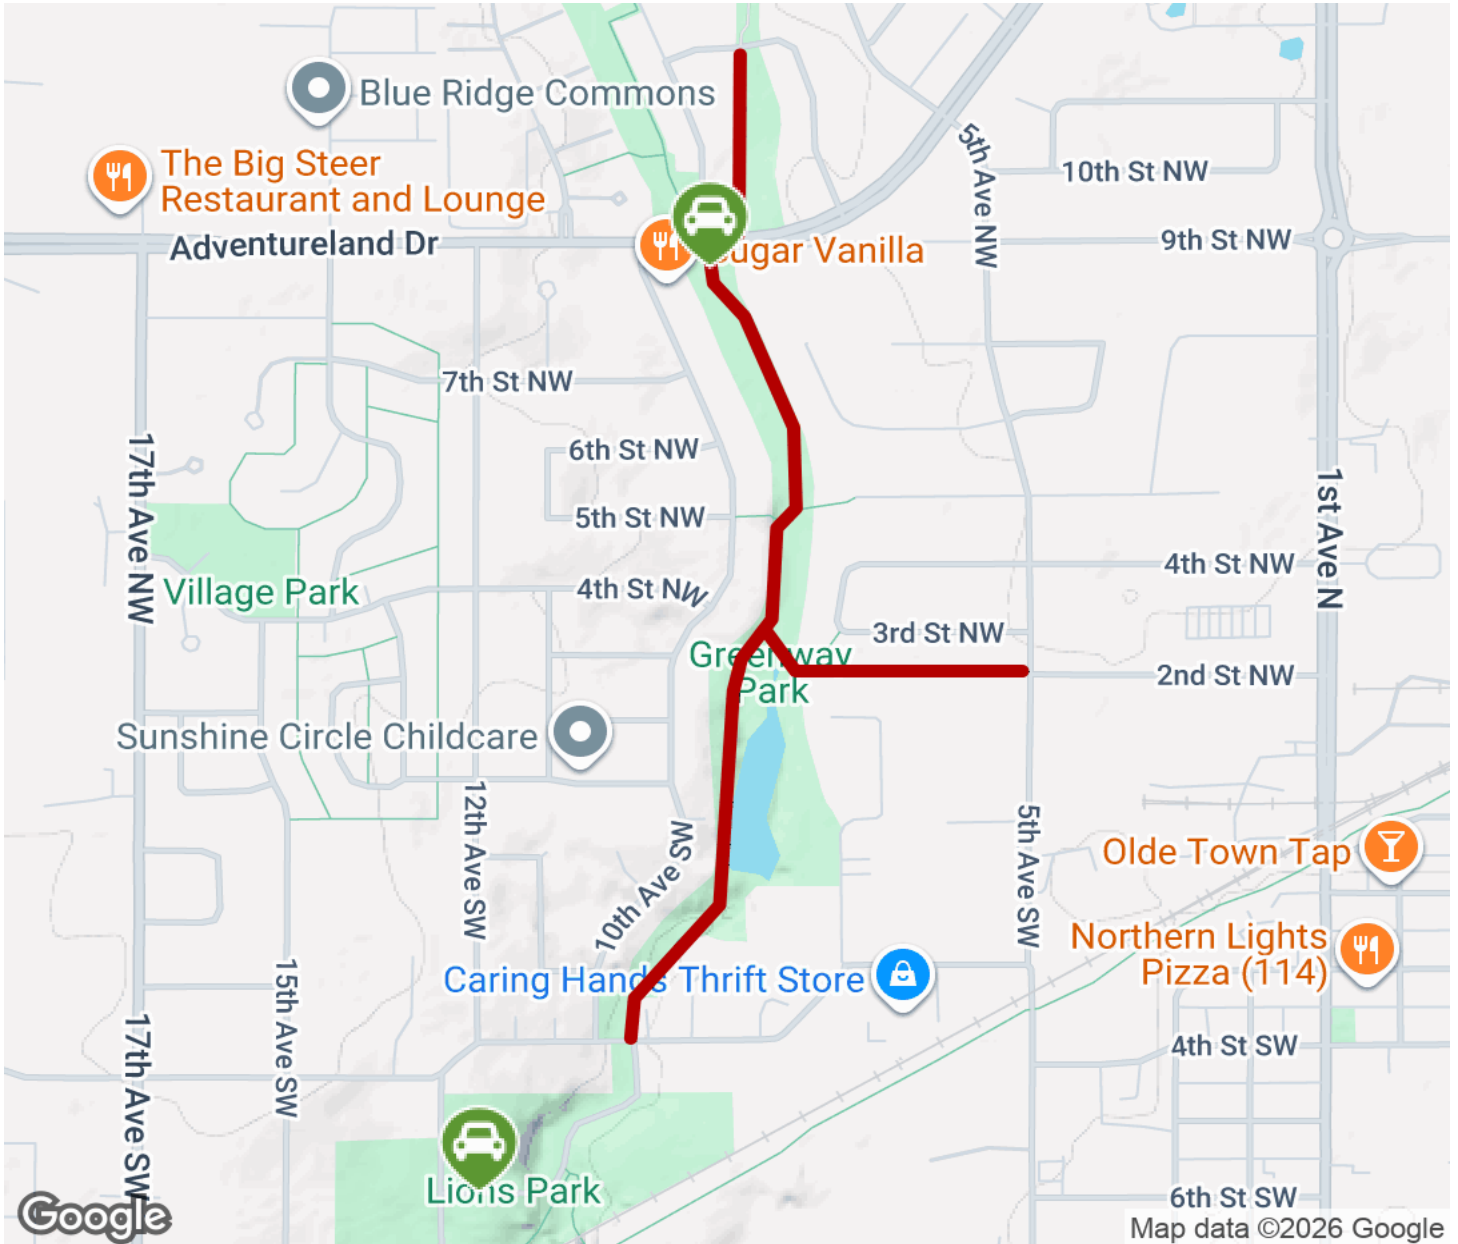 Blue Ridge Commons
The Big Steer
Restaurant and Lounge
5th Ave NW
10th St NW
Adventureland Dr
Sugar Vanilla
9th St NW
7th St NW
6th St NW
5th St NW
17th Ave NW
1st Ave N
4th St NW
4th St NW
Village Park
3rd St NW
Greenway
Park
2nd St NW
Sunshine Circle Childcare
12th Ave SW
10th Ave SW
5th Ave SW
Olde Town Tap
Northern Lights
Pizza (114)
Caring Hands Thrift Store
15th Ave SW
17th Ave SW
4th St SW
Lions Park
6th St SW
Google
Map data ©2026 Google